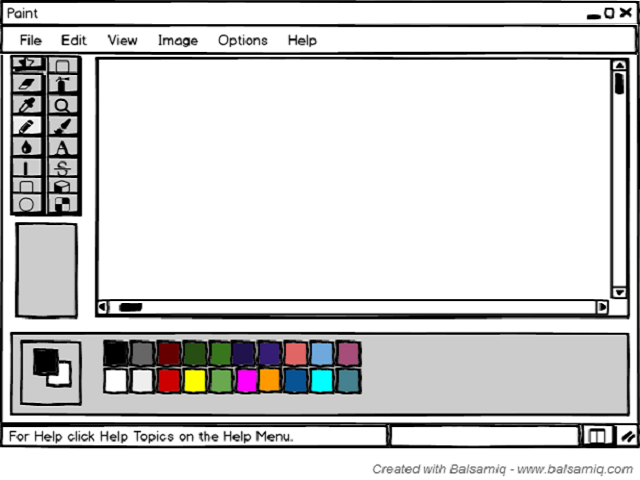 Paint
File Edit View Image Options Help
A
S
For Help click Help Topics on the Help Menu.
Created with Balsamiq - www.balsamiq.com